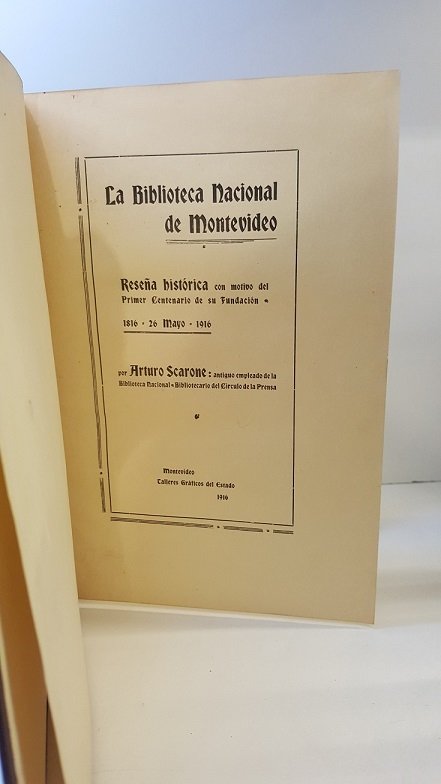 La Biblioteca Nacional
de Montevideo
Reseña histórica con motivo del
Primer Centenario de su Fundación
1816 - 26 Mayo - 1916
por Arturo Scarone: antiguo empleado de la
Biblioteca Nacional - Bibliotecario del Círculo de la Prensa
Montevideo
Talleres Gráficos del Estado
1916